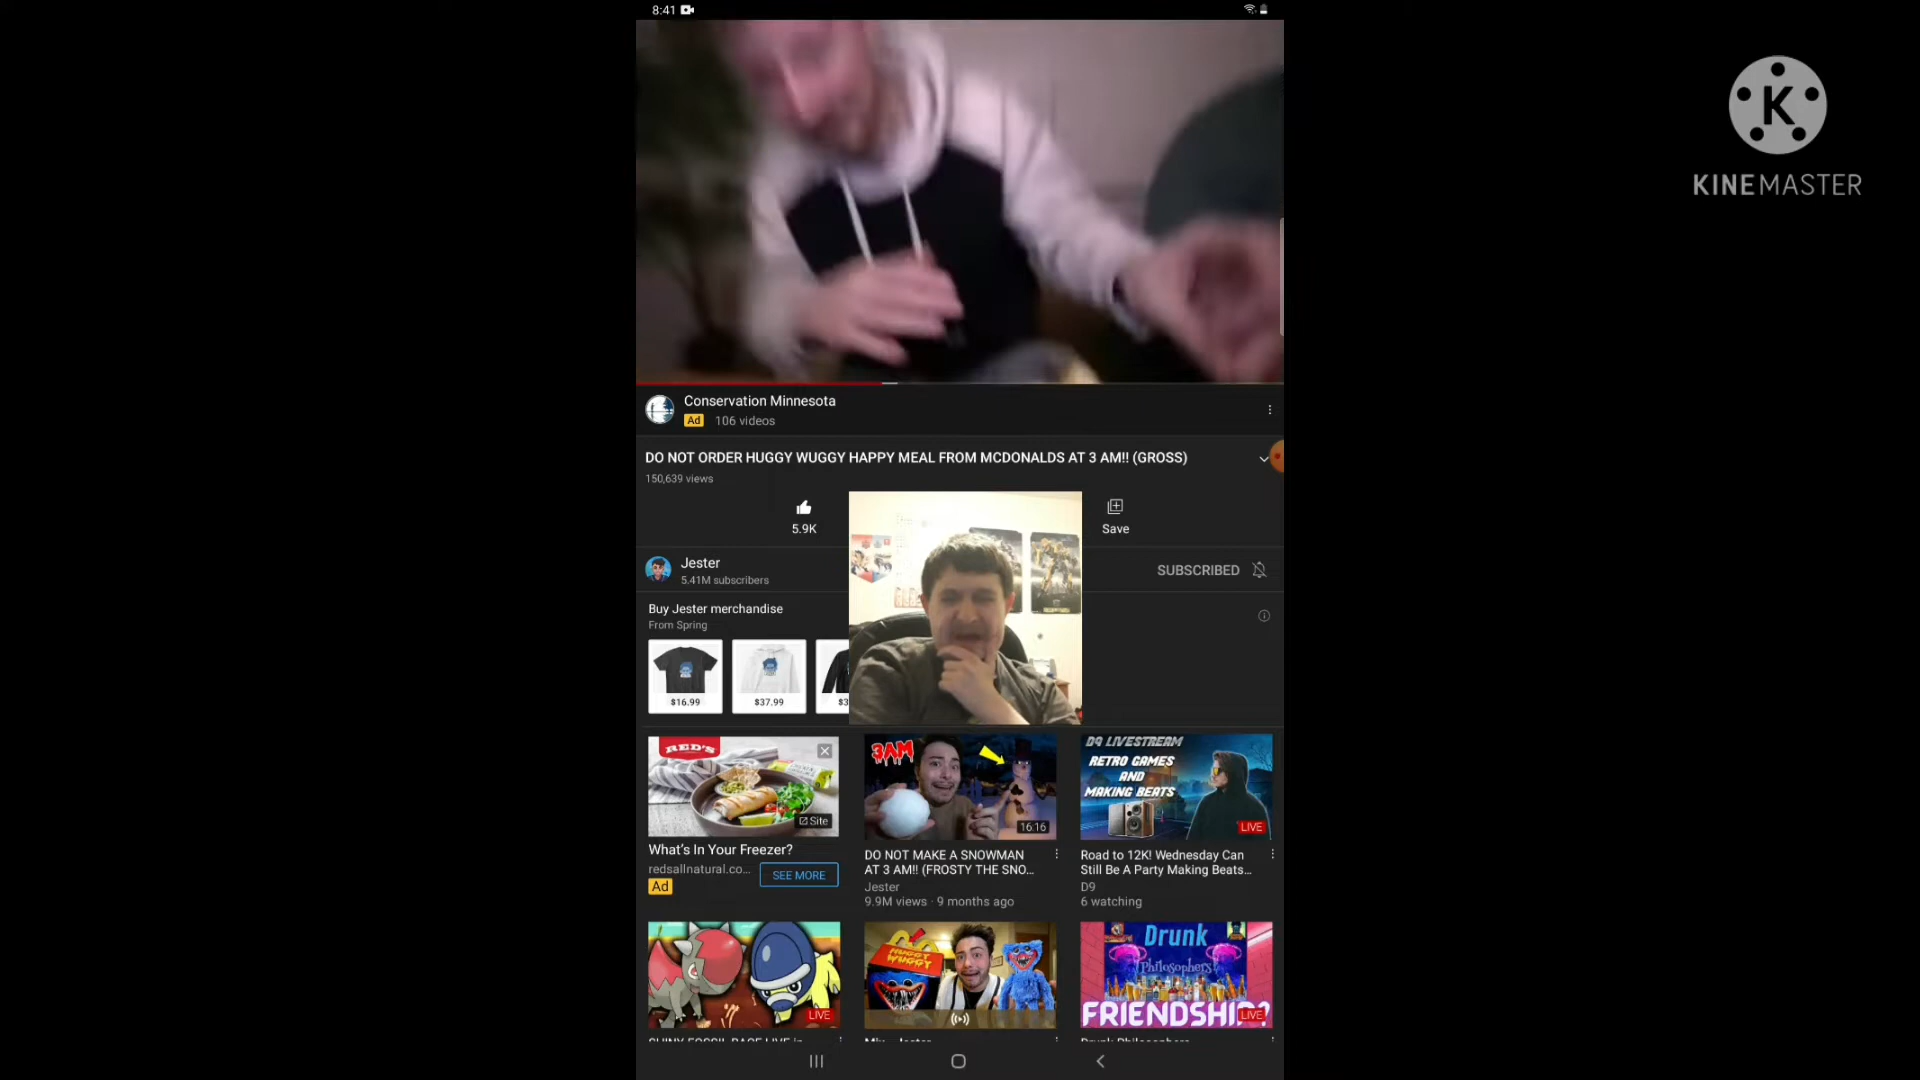 8:41
KINEMASTER
Conservation Minnesota
Ad 106 videos
DO NOT ORDER HUGGY WUGGY HAPPY MEAL FROM MCDONALDS AT 3 AM!! (GROSS)
150,639 views
5.9K
Save
Jester
5.41M subscribers
SUBSCRIBED
Buy Jester merchandise
From Spring
$16.99
$37.99
$3
RED'S
Site
What's In Your Freezer?
redsallnatural.co...
Ad
SEE MORE
3AM
16:16
DO NOT MAKE A SNOWMAN
AT 3 AM!! (FROSTY THE SNO...
Jester
9.9M views · 9 months ago
D9 LIVESTREAM
RETRO GAMES
AND
MAKING BEATS
LIVE
Road to 12K! Wednesday Can
Still Be A Party Making Beats...
D9
6 watching
LIVE
HUGGY
WUGGY
Drunk
Philosophers
FRIENDSHIP?
LIVE